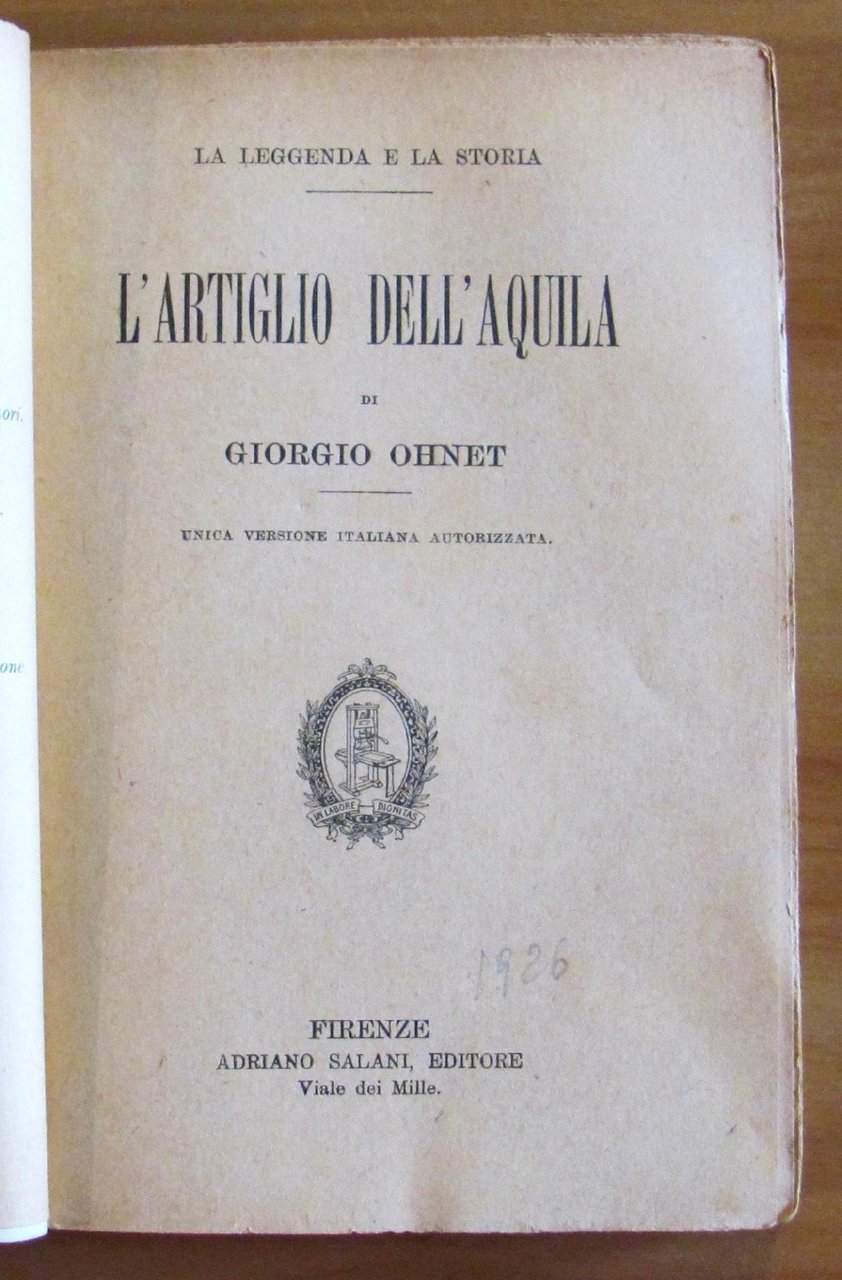 LA LEGGENDA E LA STORIA
L'ARTIGLIO DELL'AQUILA
DI
GIORGIO OHNET
UNICA VERSIONE ITALIANA AUTORIZZATA.
IN LABORE DIGNITAS
1926
FIRENZE
ADRIANO SALANI, EDITORE
Viale dei Mille.